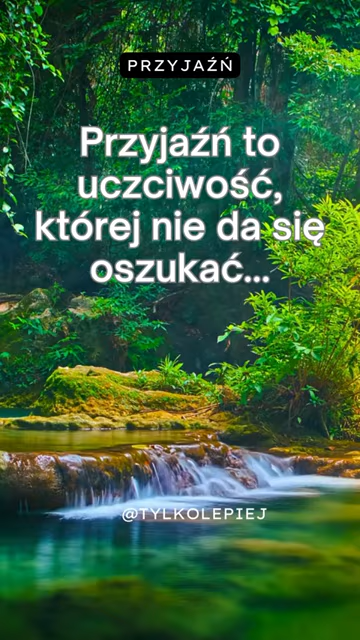 PRZYJAŹŃ
Przyjaźń to
uczciwość,
której nie da się
oszukać...
@TYLKOLEPIEJ